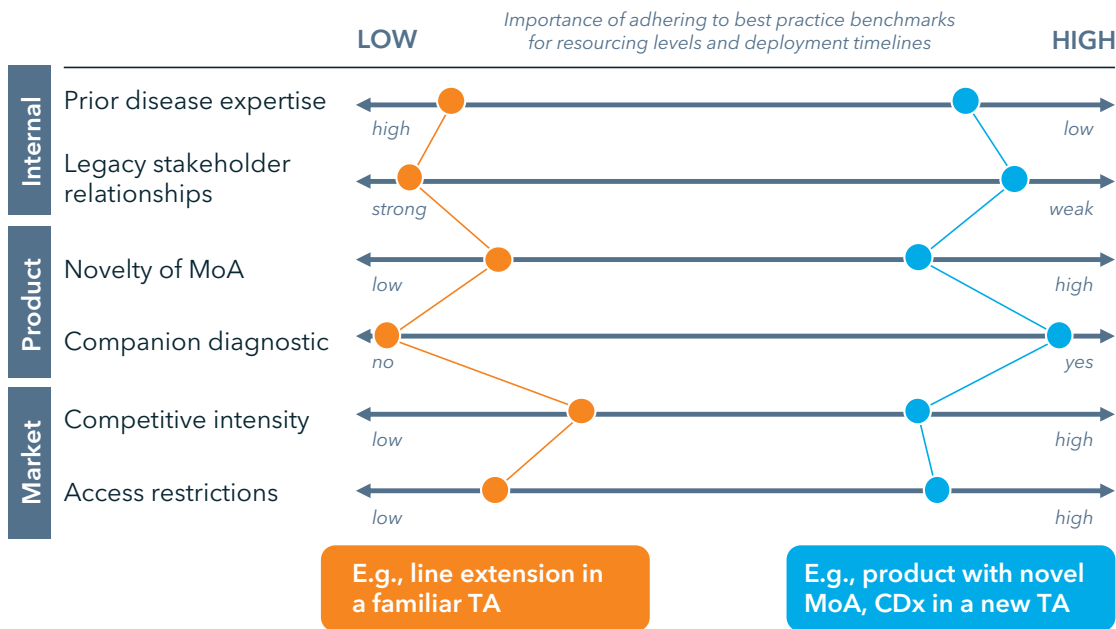 LOW
Importance of adhering to best practice benchmarks
for resourcing levels and deployment timelines
HIGH
Internal
Prior disease expertise
high
low
Legacy stakeholder
relationships
strong
weak
Product
Novelty of MoA
low
high
Companion diagnostic
no
yes
Market
Competitive intensity
low
high
Access restrictions
low
high
E.g., line extension in
a familiar TA
E.g., product with novel
MoA, CDx in a new TA